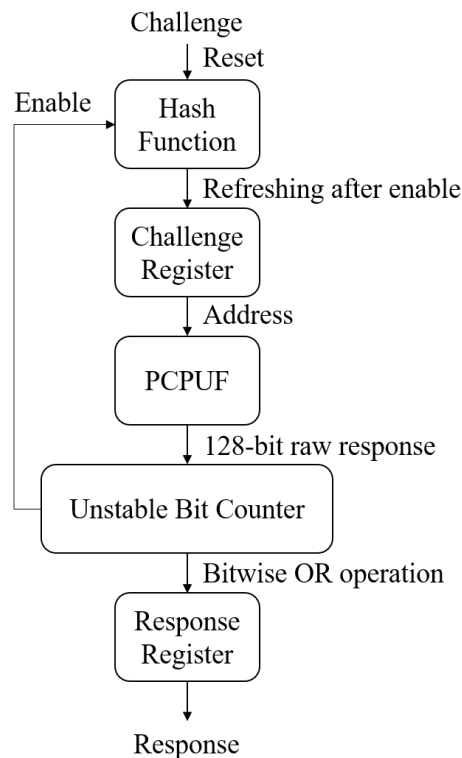 Challenge
Reset
Enable
Hash
Function
Refreshing after enable
Challenge
Register
Address
PCPUF
128-bit raw response
Unstable Bit Counter
Bitwise OR operation
Response
Register
Response